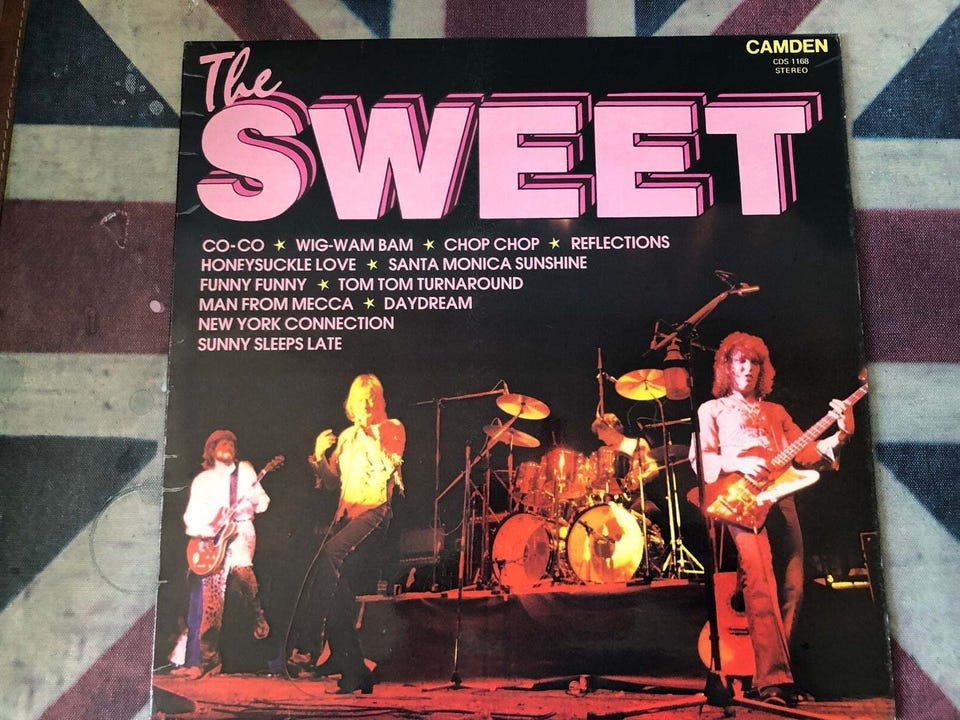 The
SWEET
CAMDEN
CDS 1168
STEREO
CO-CO ★ WIG-WAM BAM ★ CHOP CHOP ★ REFLECTIONS
HONEYSUCKLE LOVE ★ SANTA MONICA SUNSHINE
FUNNY FUNNY ★ TOM TOM TURNAROUND
MAN FROM MECCA ★ DAYDREAM
NEW YORK CONNECTION
SUNNY SLEEPS LATE